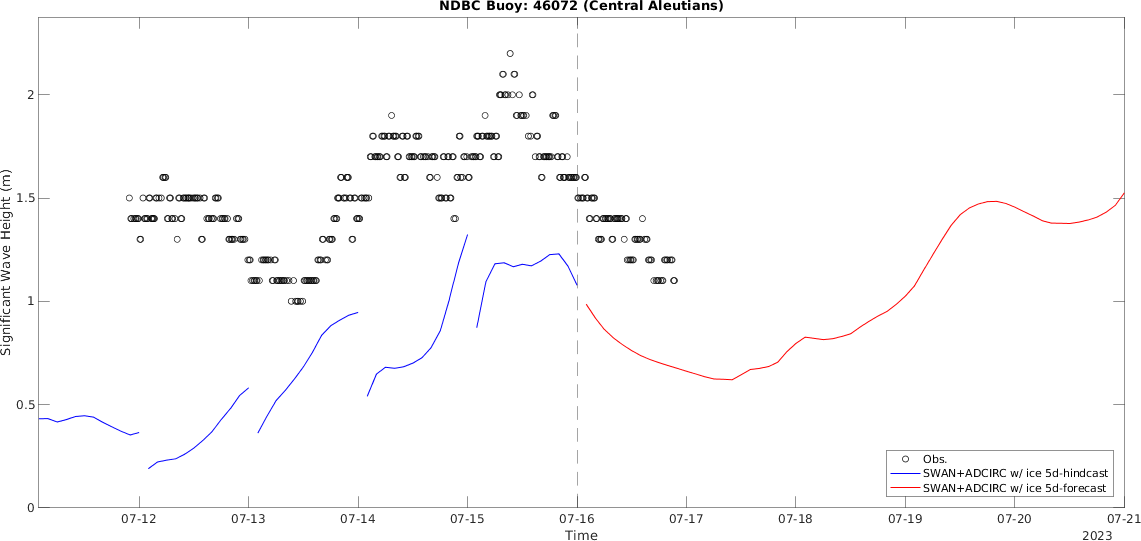 NDBC Buoy: 46072 (Central Aleutians)
Significant Wave Height (m)
2
1.5
1
0.5
0
Obs.
SWAN+ADCIRC w/ ice 5d-hindcast
SWAN+ADCIRC w/ ice 5d-forecast
07-12 07-13 07-14 07-15 07-16 07-17 07-18 07-19 07-20 07-21
Time
2023